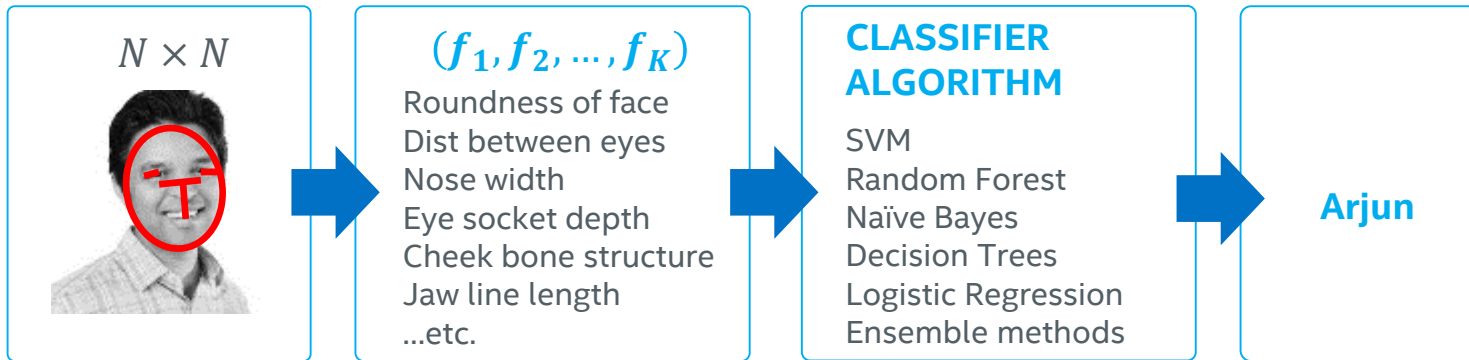 N × N
(f₁, f₂, …, f_K)
Roundness of face
Dist between eyes
Nose width
Eye socket depth
Cheek bone structure
Jaw line length
…etc.
CLASSIFIER
ALGORITHM
SVM
Random Forest
Naïve Bayes
Decision Trees
Logistic Regression
Ensemble methods
Arjun